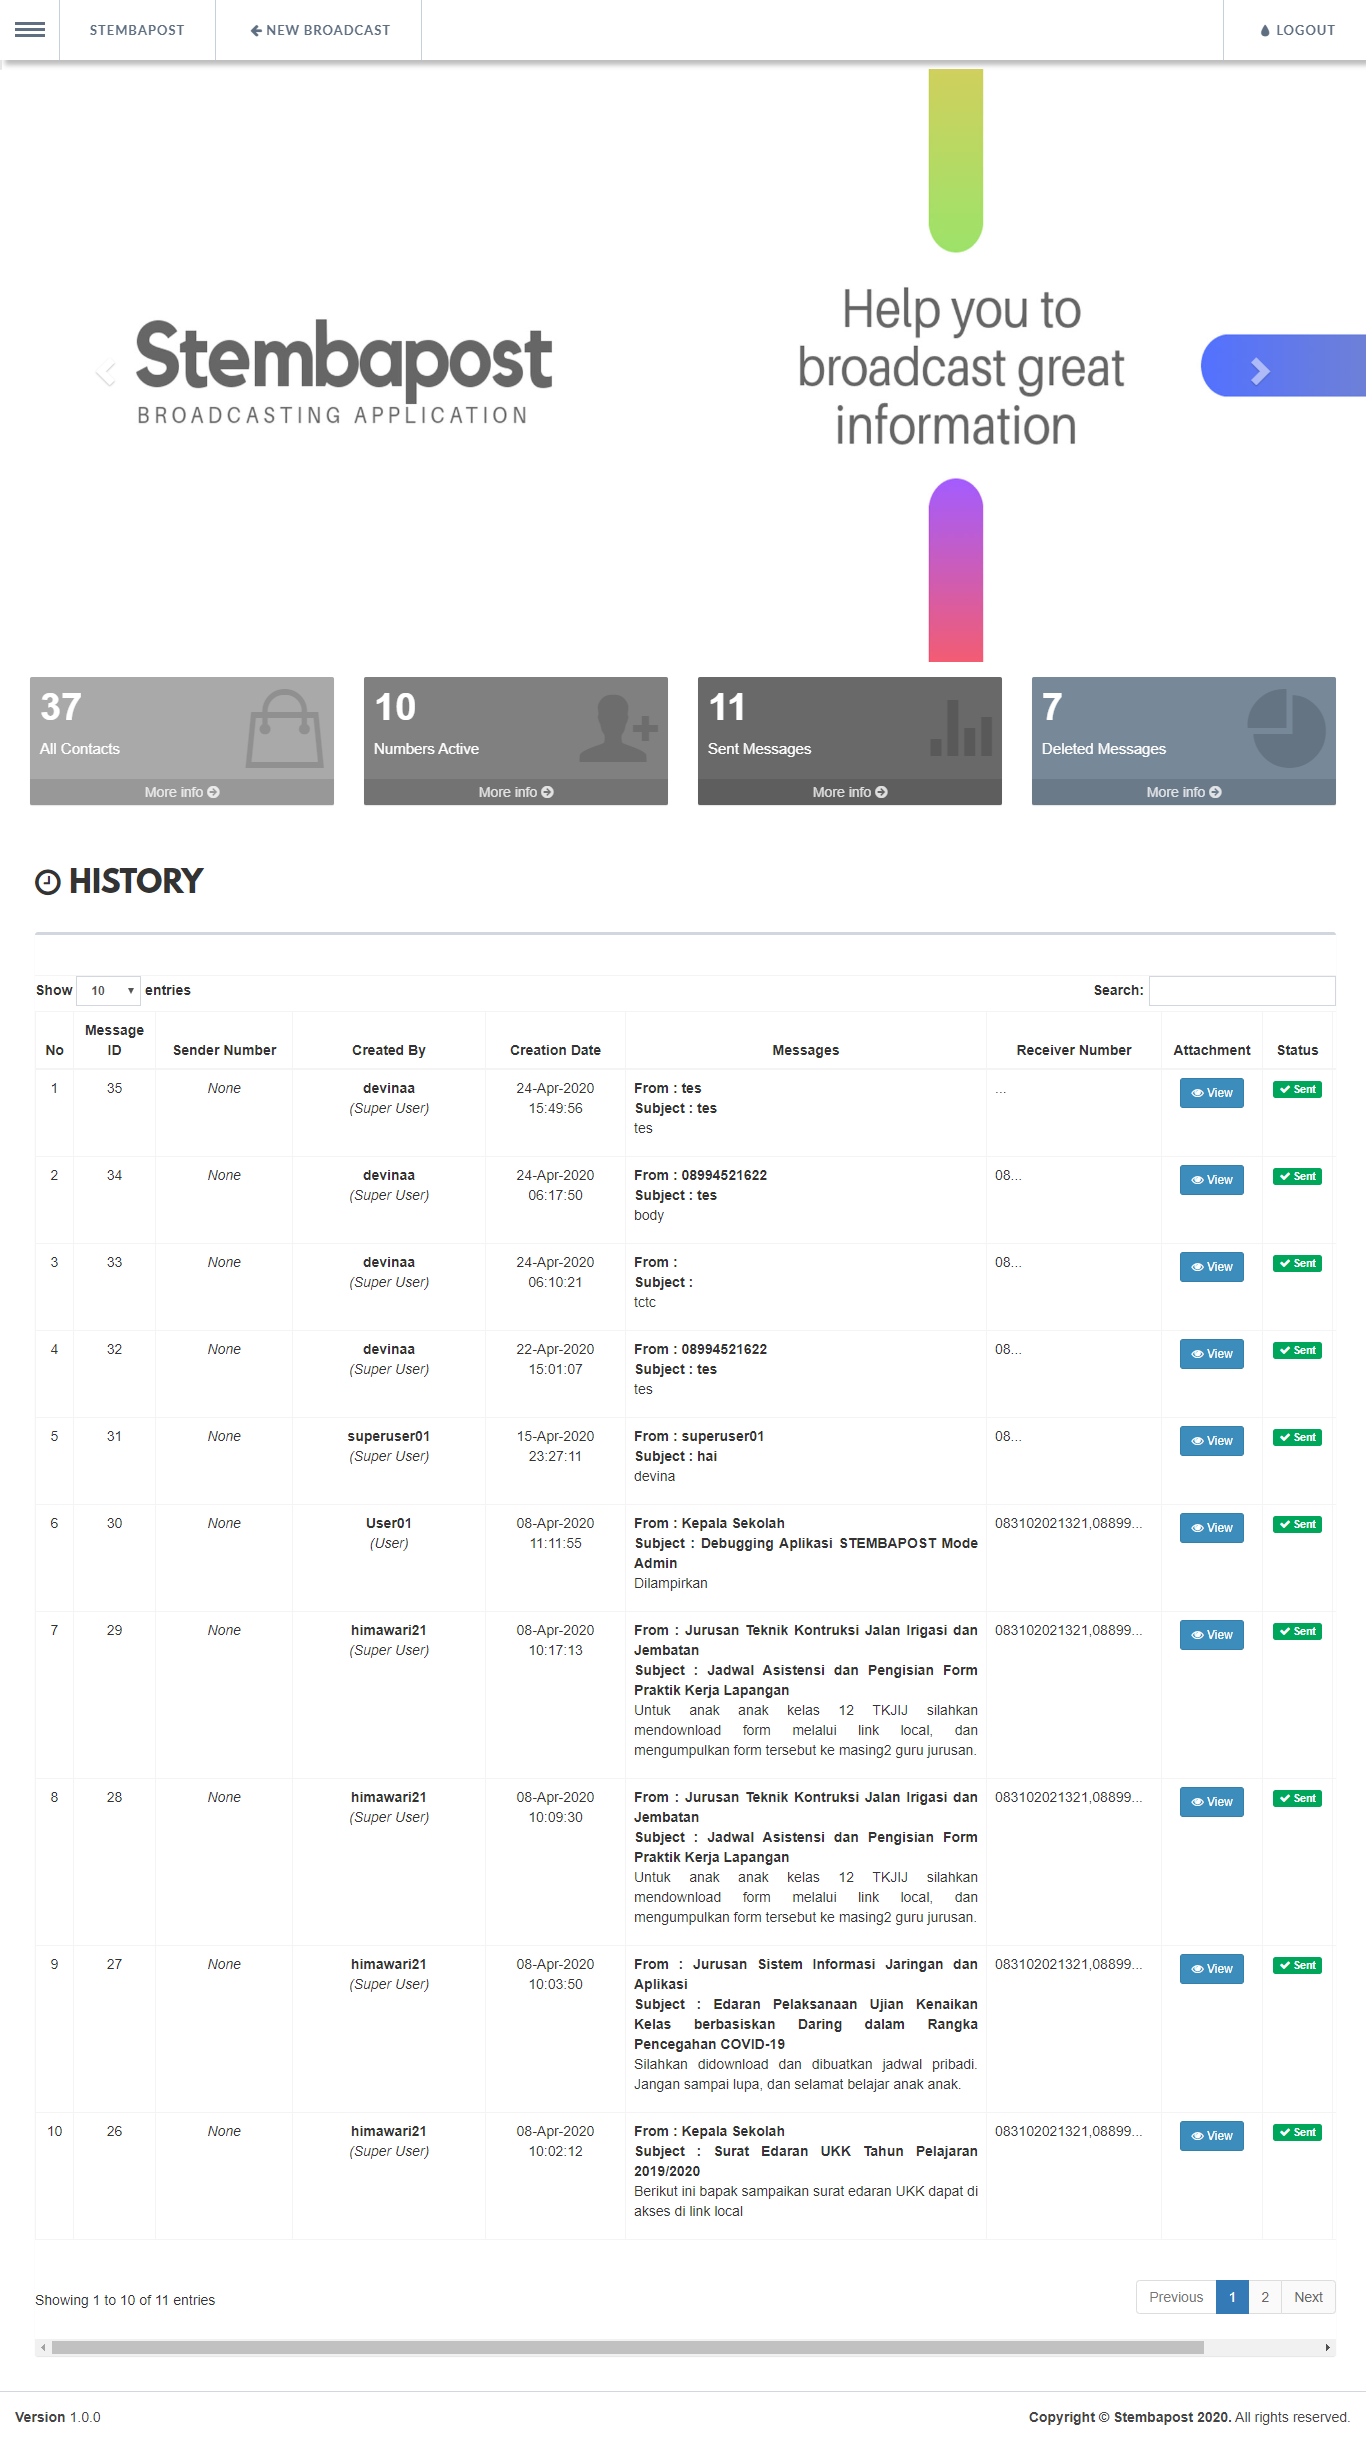 STEMBAPOST
NEW BROADCAST
LOGOUT
Stembapost
BROADCASTING APPLICATION
Help you to
broadcast great
information
37
All Contacts
More info
10
Numbers Active
More info
11
Sent Messages
More info
7
Deleted Messages
More info
HISTORY
Show 10 entries
Search:
No Message ID Sender Number Created By Creation Date Messages Receiver Number Attachment Status
1 35 None devinaa 24-Apr-2020 From : tes ... View Sent
(Super User) 15:49:56 Subject : tes
tes
2 34 None devinaa 24-Apr-2020 From : 08994521622 08... View Sent
(Super User) 06:17:50 Subject : tes
body
3 33 None devinaa 24-Apr-2020 From : 08... View Sent
(Super User) 06:10:21 Subject :
tctc
4 32 None devinaa 22-Apr-2020 From : 08994521622 08... View Sent
(Super User) 15:01:07 Subject : tes
tes
5 31 None superuser01 15-Apr-2020 From : superuser01 08... View Sent
(Super User) 23:27:11 Subject : hai
devina
6 30 None User01 08-Apr-2020 From : Kepala Sekolah 083102021321,08899... View Sent
(User) 11:11:55 Subject : Debugging Aplikasi STEMBAPOST Mode
Admin
Dilampirkan
7 29 None himawari21 08-Apr-2020 From : Jurusan Teknik Kontruksi Jalan Irigasi dan 083102021321,08899... View Sent
(Super User) 10:17:13 Jembatan
Subject : Jadwal Asistensi dan Pengisian Form
Praktik Kerja Lapangan
Untuk anak anak kelas 12 TKJIJ silahkan
mendownload form melalui link local, dan
mengumpulkan form tersebut ke masing2 guru jurusan.
8 28 None himawari21 08-Apr-2020 From : Jurusan Teknik Kontruksi Jalan Irigasi dan 083102021321,08899... View Sent
(Super User) 10:09:30 Jembatan
Subject : Jadwal Asistensi dan Pengisian Form
Praktik Kerja Lapangan
Untuk anak anak kelas 12 TKJIJ silahkan
mendownload form melalui link local, dan
mengumpulkan form tersebut ke masing2 guru jurusan.
9 27 None himawari21 08-Apr-2020 From : Jurusan Sistem Informasi Jaringan dan 083102021321,08899... View Sent
(Super User) 10:03:50 Aplikasi
Subject : Edaran Pelaksanaan Ujian Kenaikan
Kelas berbasiskan Daring dalam Rangka
Pencegahan COVID-19
Silahkan didownload dan dibuatkan jadwal pribadi.
Jangan sampai lupa, dan selamat belajar anak anak.
10 26 None himawari21 08-Apr-2020 From : Kepala Sekolah 083102021321,08899... View Sent
(Super User) 10:02:12 Subject : Surat Edaran UKK Tahun Pelajaran
2019/2020
Berikut ini bapak sampaikan surat edaran UKK dapat di
akses di link local
Showing 1 to 10 of 11 entries
Previous 1 2 Next
Version 1.0.0
Copyright © Stembapost 2020. All rights reserved.